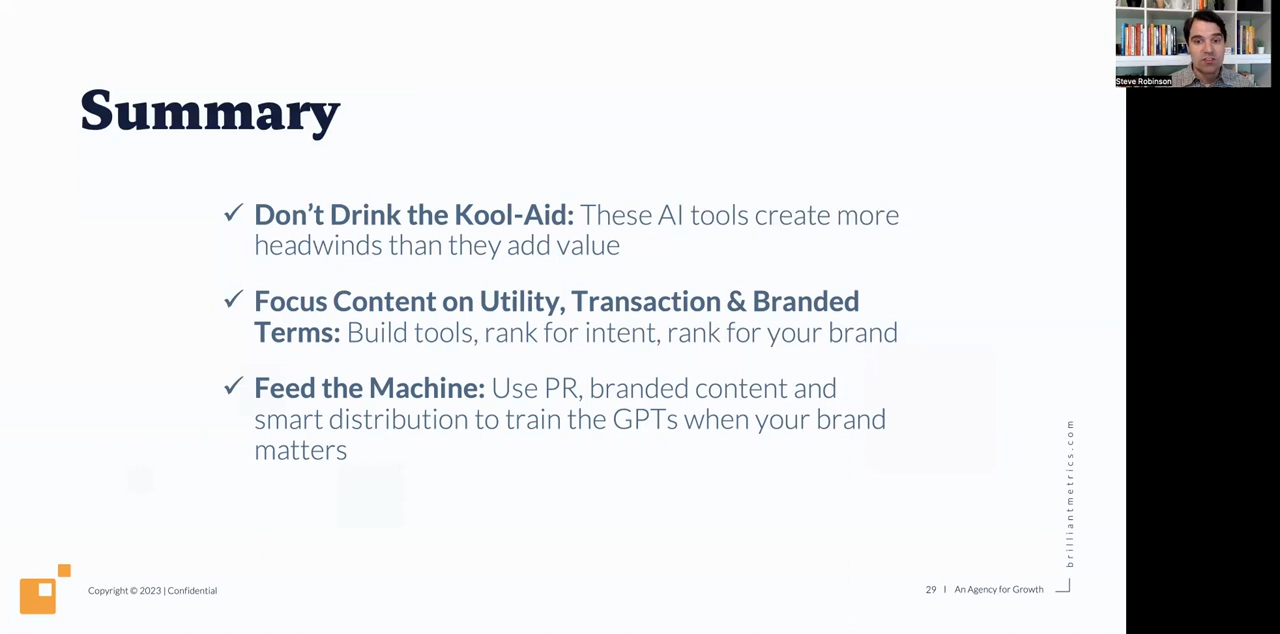 Steve Robinson
Summary
✓ Don't Drink the Kool-Aid: These AI tools create more
headwinds than they add value
✓ Focus Content on Utility, Transaction & Branded
Terms: Build tools, rank for intent, rank for your brand
✓ Feed the Machine: Use PR, branded content and
smart distribution to train the GPTs when your brand
matters
brilliantmetrics.com
Copyright © 2023 | Confidential
29 | An Agency for Growth